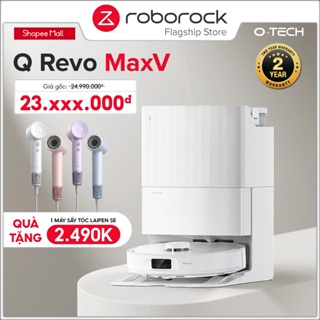 Shopee Mall
roborock
Flagship Store
O-TECH
Q Revo MaxV
Giá gốc: 24.990.000đ
23.xxx.000đ
2
YEAR
WARRANTY
QUÀ
TẶNG
1 MÁY SẤY TÓC LAIFEN SE
2.490K